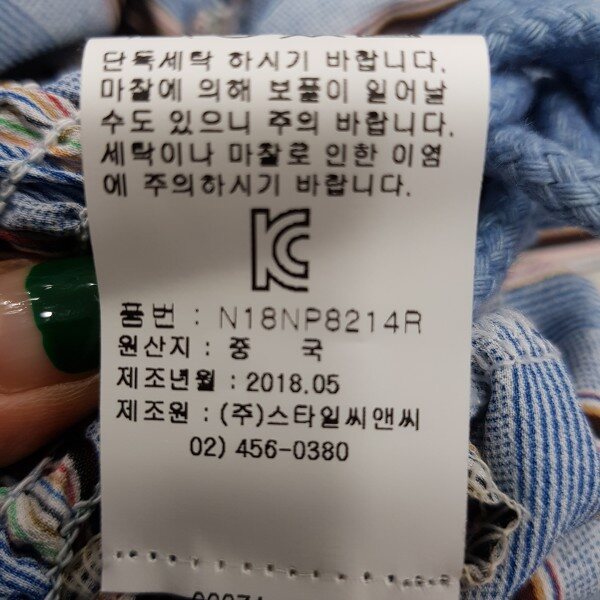 단독세탁 하시기 바랍니다.
마찰에 의해 보풀이 일어날
수도 있으니 주의 바랍니다.
세탁이나 마찰로 인한 이염
에 주의하시기 바랍니다.
KC
품번 : N18NP8214R
원산지 : 중 국
제조년월 : 2018.05
제조원 : (주)스타일씨앤씨
02) 456-0380